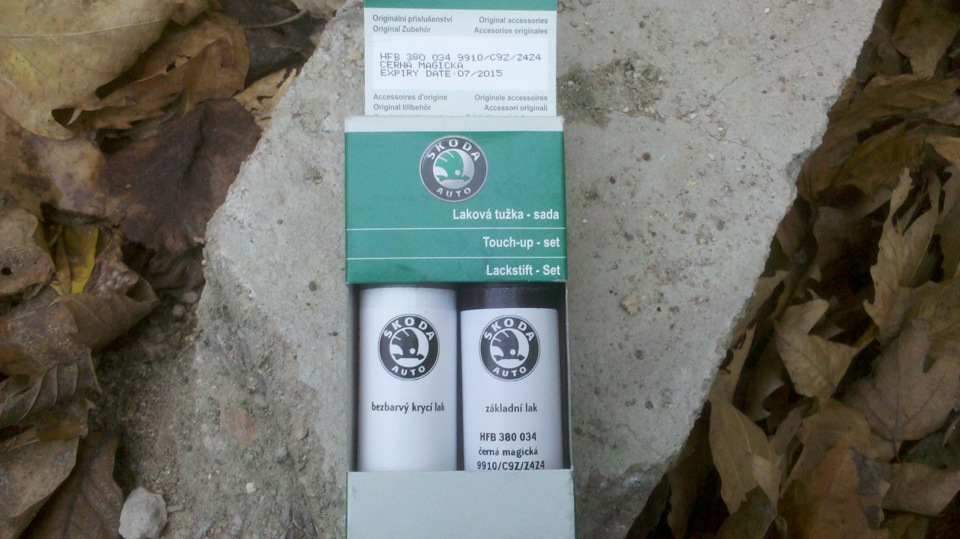 Originální příslušenství
Original accessories
Original Zubehör
Accesorios originales
HFB 380 034 9910/C9Z/Z4Z4
ČERNÁ MAGICKÁ
EXPIRY DATE:07/2015
Accessoires d'origine
Originele accessoires
Original tillbehör
Accessori originali
ŠKODA
AUTO
Laková tužka - sada
Touch-up - set
Lackstift - Set
ŠKODA
AUTO
bezbarvý krycí lak
ŠKODA
AUTO
základní lak
HFB 380 034
černá magická
9910/C9Z/Z4Z4